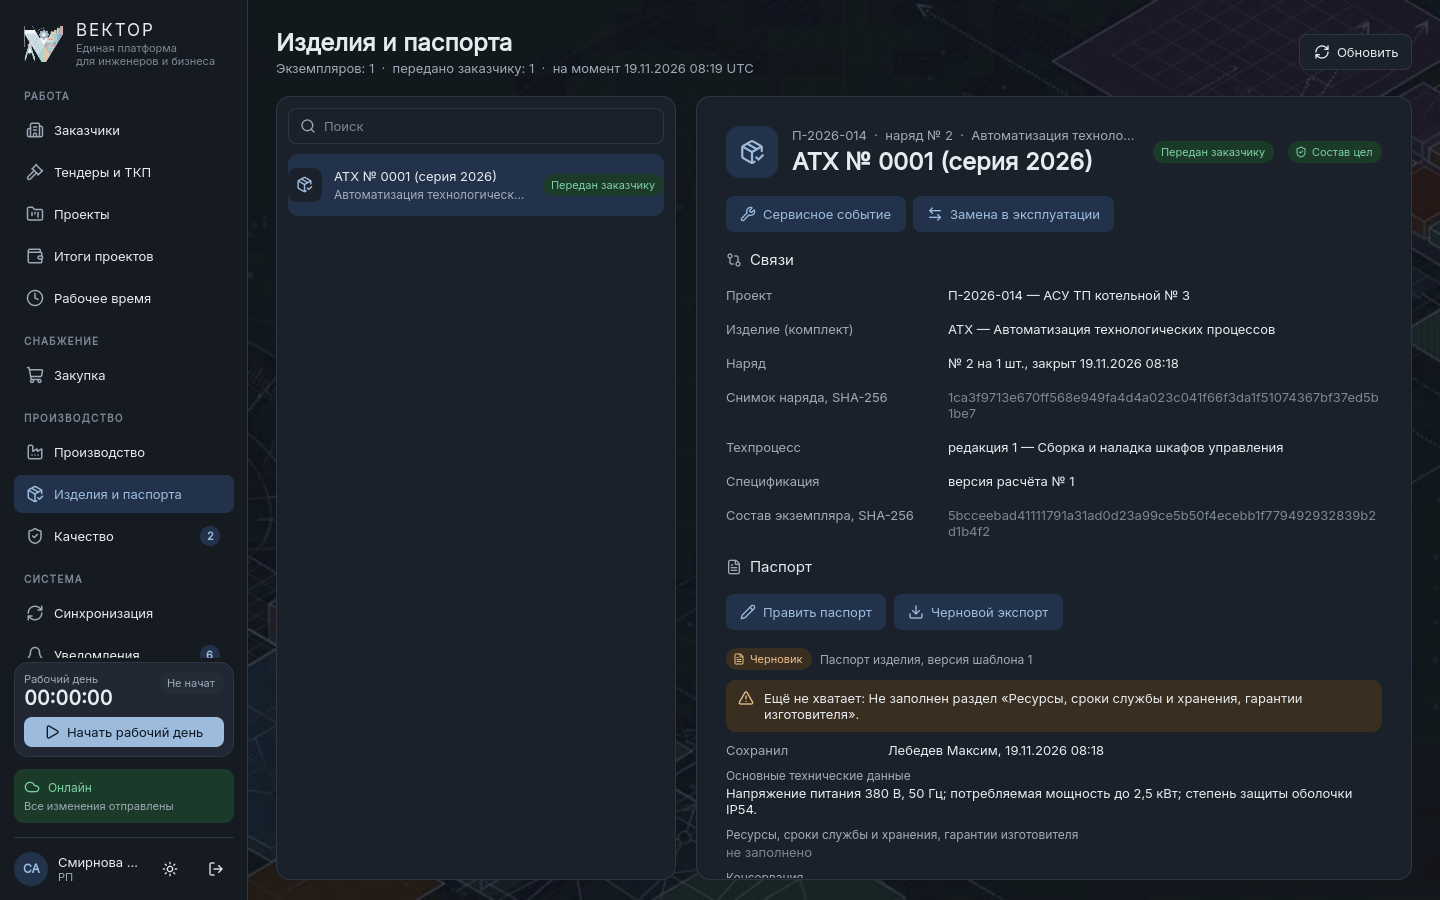 ВЕКТОР
Единая платформа
для инженеров и бизнеса
РАБОТА
Заказчики
Тендеры и ТКП
Проекты
Итоги проектов
Рабочее время
СНАБЖЕНИЕ
Закупка
ПРОИЗВОДСТВО
Производство
Изделия и паспорта
Качество 2
СИСТЕМА
Синхронизация
Уведомления 6
Рабочий день
00:00:00
Не начат
Начать рабочий день
Онлайн
Все изменения отправлены
СА
Смирнова ...
РП
Изделия и паспорта
Экземпляров: 1 · передано заказчику: 1 · на момент 19.11.2026 08:19 UTC
Обновить
Поиск
АТХ № 0001 (серия 2026)
Автоматизация технологическ...
Передан заказчику
П-2026-014 · наряд № 2 · Автоматизация техноло...
АТХ № 0001 (серия 2026)
Передан заказчику
Состав цел
Сервисное событие
Замена в эксплуатации
Связи
Проект
П-2026-014 — АСУ ТП котельной № 3
Изделие (комплект)
АТХ — Автоматизация технологических процессов
Наряд
№ 2 на 1 шт., закрыт 19.11.2026 08:18
Снимок наряда, SHA-256
1ca3f9713e670ff568e949fa4d4a023c041f66f3da1f51074367bf37ed5b
1be7
Техпроцесс
редакция 1 — Сборка и наладка шкафов управления
Спецификация
версия расчёта № 1
Состав экземпляра, SHA-256
5bcceebad41111791a31ad0d23a99ce5b50f4ecebb1f779492932839b2
d1b4f2
Паспорт
Править паспорт
Черновой экспорт
Черновик
Паспорт изделия, версия шаблона 1
Ещё не хватает: Не заполнен раздел «Ресурсы, сроки службы и хранения, гарантии
изготовителя».
Сохранил
Лебедев Максим, 19.11.2026 08:18
Основные технические данные
Напряжение питания 380 В, 50 Гц; потребляемая мощность до 2,5 кВт; степень защиты оболочки
IP54.
Ресурсы, сроки службы и хранения, гарантии изготовителя
не заполнено
Консервация